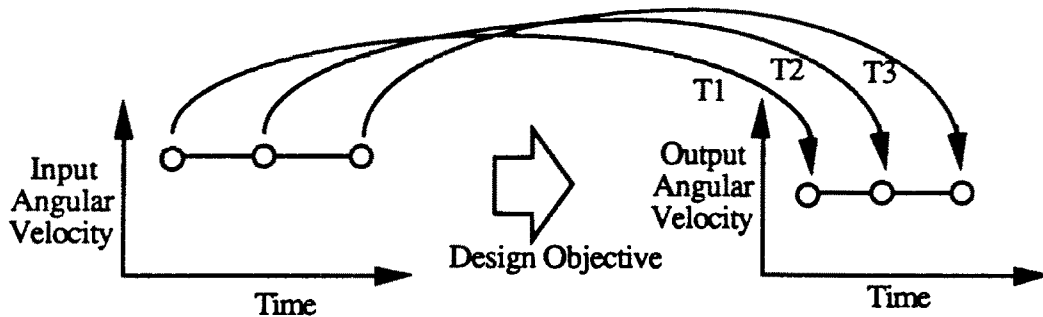 T1
T2
T3
Input
Angular
Velocity
Time
Design Objective
Output
Angular
Velocity
Time